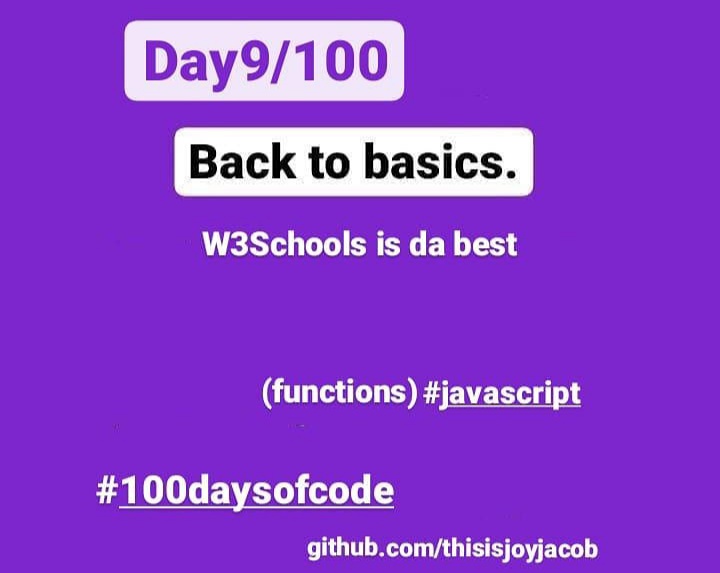 Day9/100
Back to basics.
W3Schools is da best
(functions) #javascript
#100daysofcode
github.com/thisisjoyjacob